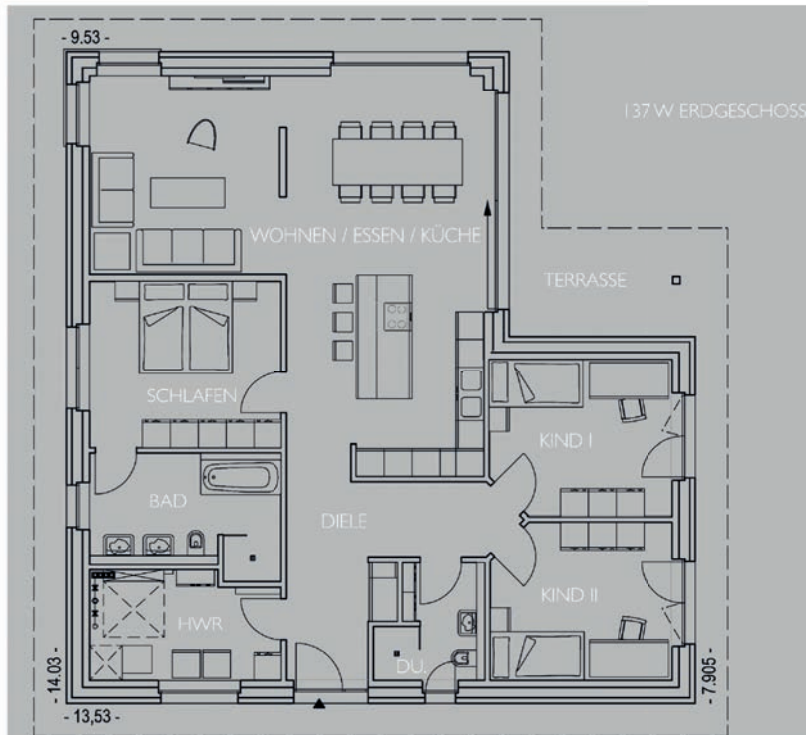 - 9.53 -
137 W ERDGESCHOSS
WOHNEN / ESSEN / KÜCHE
TERRASSE
SCHLAFEN
KIND I
BAD
DIELE
KIND II
HWR
DU.
- 14.03 -
- 7.905 -
- 13,53 -